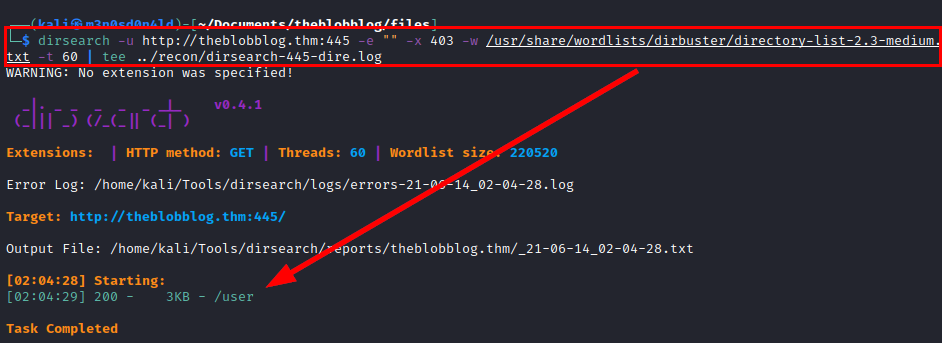 ──(kali㉿m3n0sd0n4ld)-[~/Documents/theblobblog/files]
└─$ dirsearch -u http://theblobblog.thm:445 -e "" -x 403 -w /usr/share/wordlists/dirbuster/directory-list-2.3-medium.
txt -t 60 | tee ../recon/dirsearch-445-dire.log
WARNING: No extension was specified!
v0.4.1
Extensions: | HTTP method: GET | Threads: 60 | Wordlist size: 220520
Error Log: /home/kali/Tools/dirsearch/logs/errors-21-06-14_02-04-28.log
Target: http://theblobblog.thm:445/
Output File: /home/kali/Tools/dirsearch/reports/theblobblog.thm/_21-06-14_02-04-28.txt
[02:04:28] Starting:
[02:04:29] 200 -    3KB - /user
Task Completed